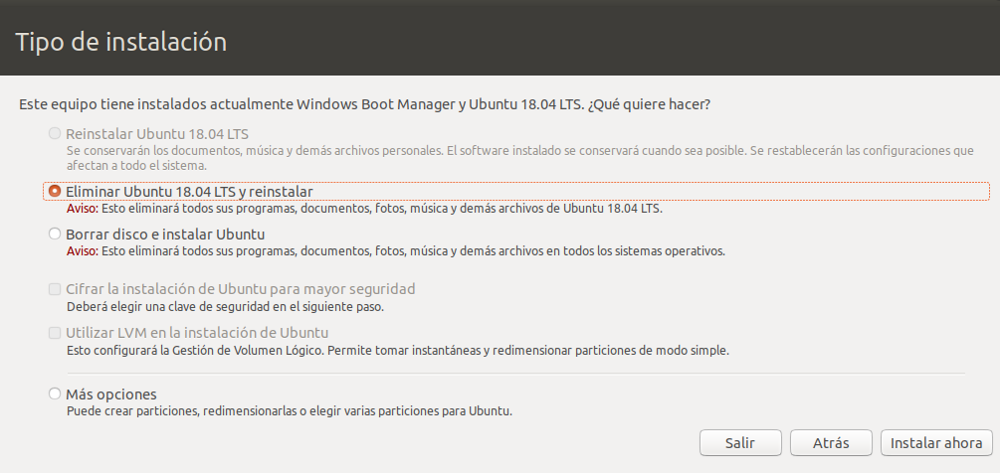 Tipo de instalación
Este equipo tiene instalados actualmente Windows Boot Manager y Ubuntu 18.04 LTS. ¿Qué quiere hacer?
Reinstalar Ubuntu 18.04 LTS
Se conservarán los documentos, música y demás archivos personales. El software instalado se conservará cuando sea posible. Se restablecerán las configuraciones que
afectan a todo el sistema.
Eliminar Ubuntu 18.04 LTS y reinstalar
Aviso: Esto eliminará todos sus programas, documentos, fotos, música y demás archivos de Ubuntu 18.04 LTS.
Borrar disco e instalar Ubuntu
Aviso: Esto eliminará todos sus programas, documentos, fotos, música y demás archivos en todos los sistemas operativos.
Cifrar la instalación de Ubuntu para mayor seguridad
Deberá elegir una clave de seguridad en el siguiente paso.
Utilizar LVM en la instalación de Ubuntu
Esto configurará la Gestión de Volumen Lógico. Permite tomar instantáneas y redimensionar particiones de modo simple.
Más opciones
Puede crear particiones, redimensionarlas o elegir varias particiones para Ubuntu.
Salir Atrás Instalar ahora